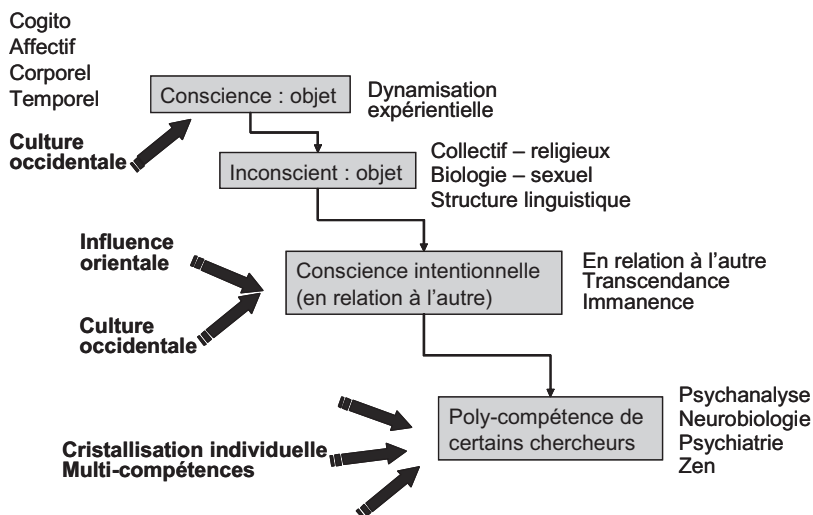 Cogito
Affectif
Corporel
Temporel
Conscience : objet
Dynamisation
expérientielle
Culture
occidentale
Inconscient : objet
Collectif – religieux
Biologie – sexuel
Structure linguistique
Influence
orientale
Conscience intentionnelle
(en relation à l’autre)
En relation à l’autre
Transcendance
Immanence
Culture
occidentale
Poly-compétence de
certains chercheurs
Psychanalyse
Neurobiologie
Psychiatrie
Zen
Cristallisation individuelle
Multi-compétences